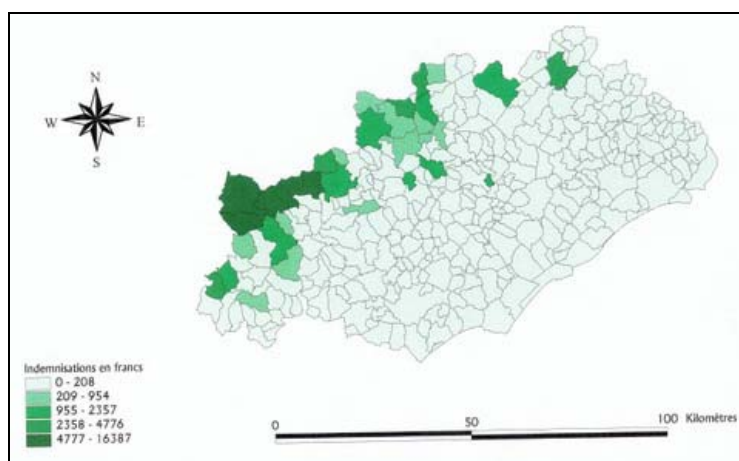 N
W E
S
Indemnisations en francs
0 - 208
209 - 954
955 - 2357
2358 - 4776
4777 - 16387
0 50 100 Kilomètres